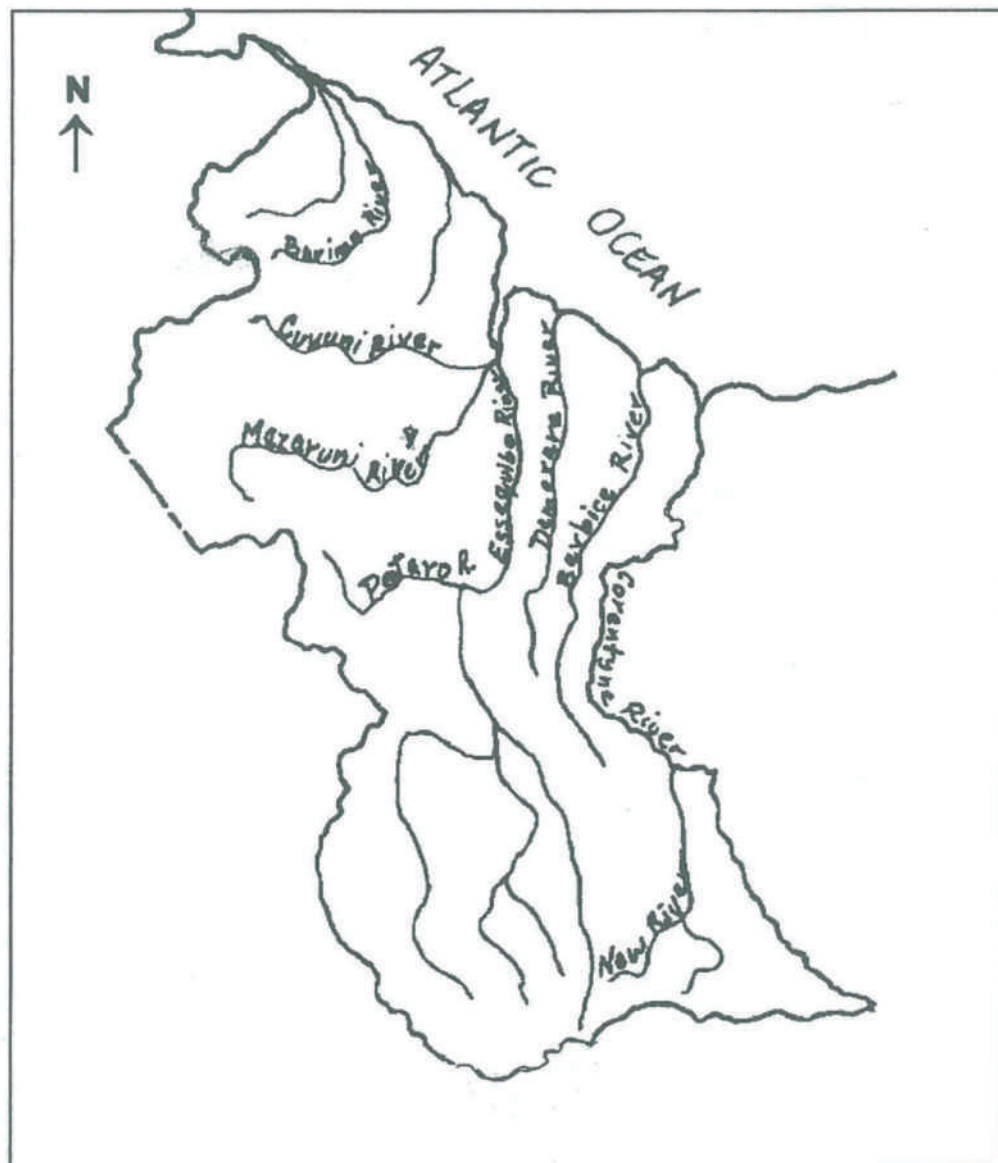 N
ATLANTIC OCEAN
Barima River
Cuyuni River
Mazaruni River
Essequibo River
Demerara River
Berbice River
Potaro R.
Corentyne River
New River